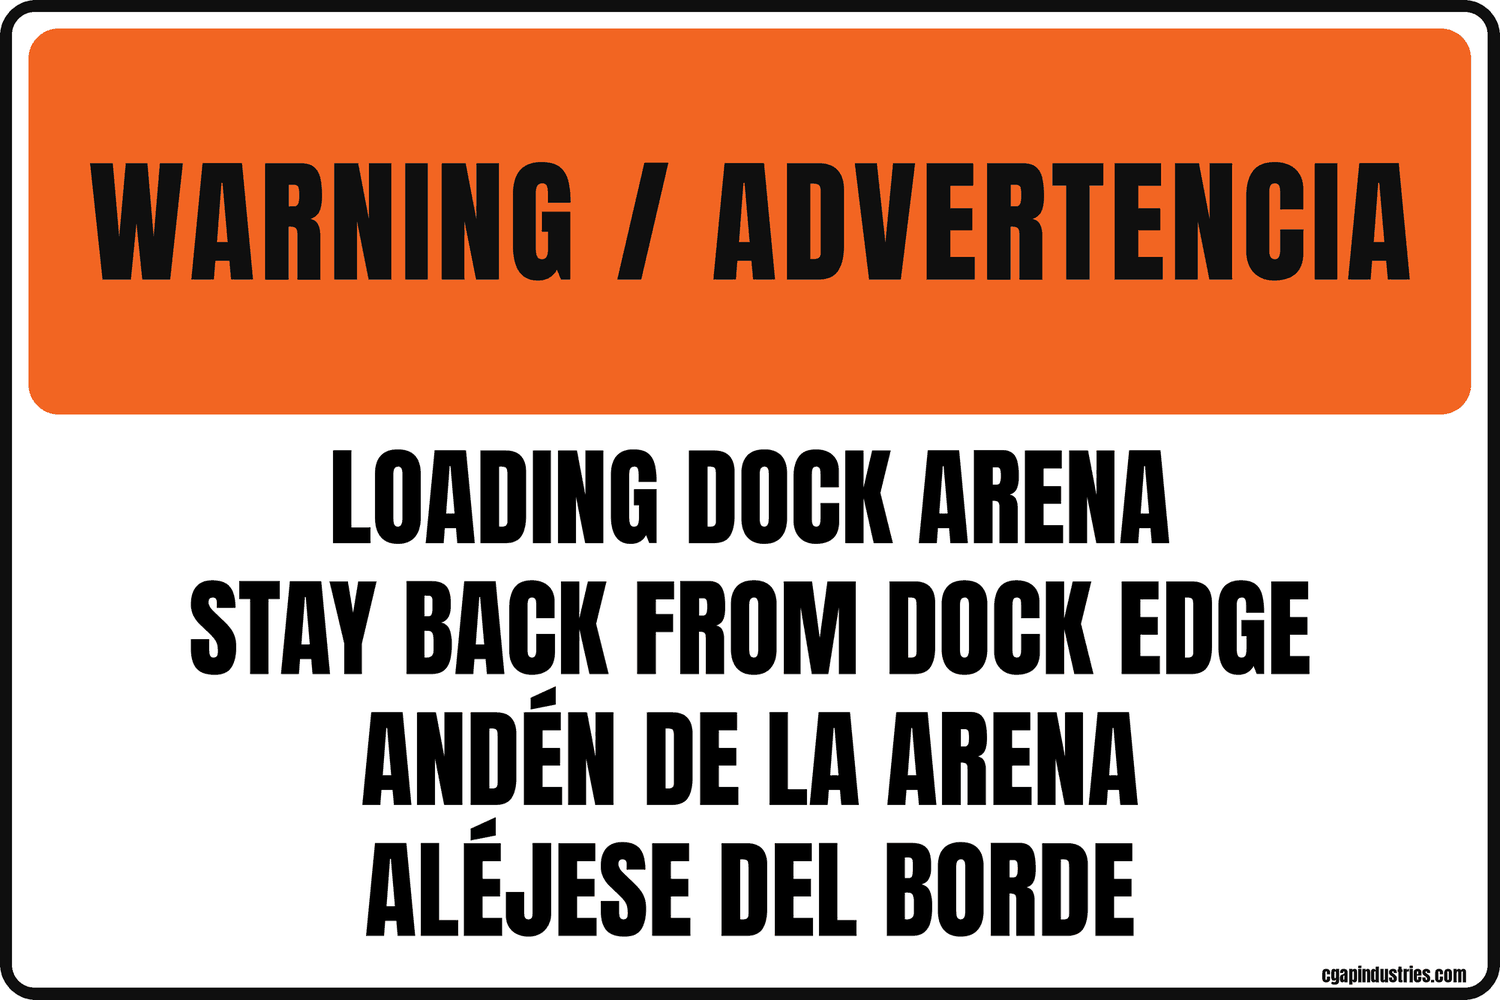 WARNING / ADVERTENCIA
LOADING DOCK ARENA
STAY BACK FROM DOCK EDGE
ANDÉN DE LA ARENA
ALÉJESE DEL BORDE
cgapindustries.com